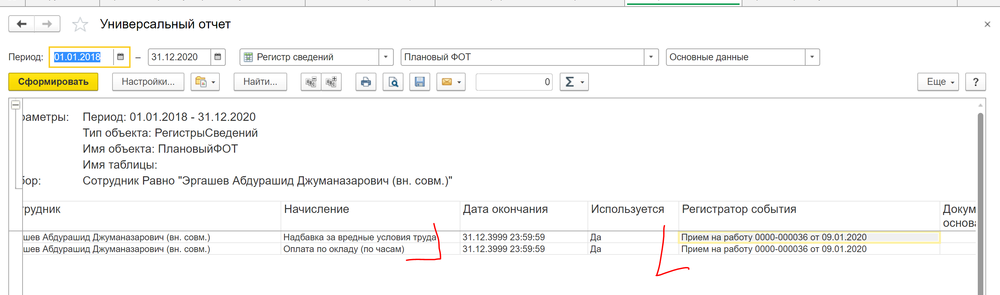 Универсальный отчет
Период: 01.01.2018 – 31.12.2020 Регистр сведений Плановый ФОТ Основные данные
Сформировать Настройки... Найти... 0 Σ Еще ?
раметры: Период: 01.01.2018 - 31.12.2020
Тип объекта: РегистрыСведений
Имя объекта: ПлановыйФОТ
Имя таблицы:
бор: Сотрудник Равно "Эргашев Абдурашид Джуманазарович (вн. совм.)"
трудник Начисление Дата окончания Используется Регистратор события Докум
основа
шев Абдурашид Джуманазарович (вн. совм.) Надбавка за вредные условия труда 31.12.3999 23:59:59 Да Прием на работу 0000-000036 от 09.01.2020
шев Абдурашид Джуманазарович (вн. совм.) Оплата по окладу (по часам) 31.12.3999 23:59:59 Да Прием на работу 0000-000036 от 09.01.2020